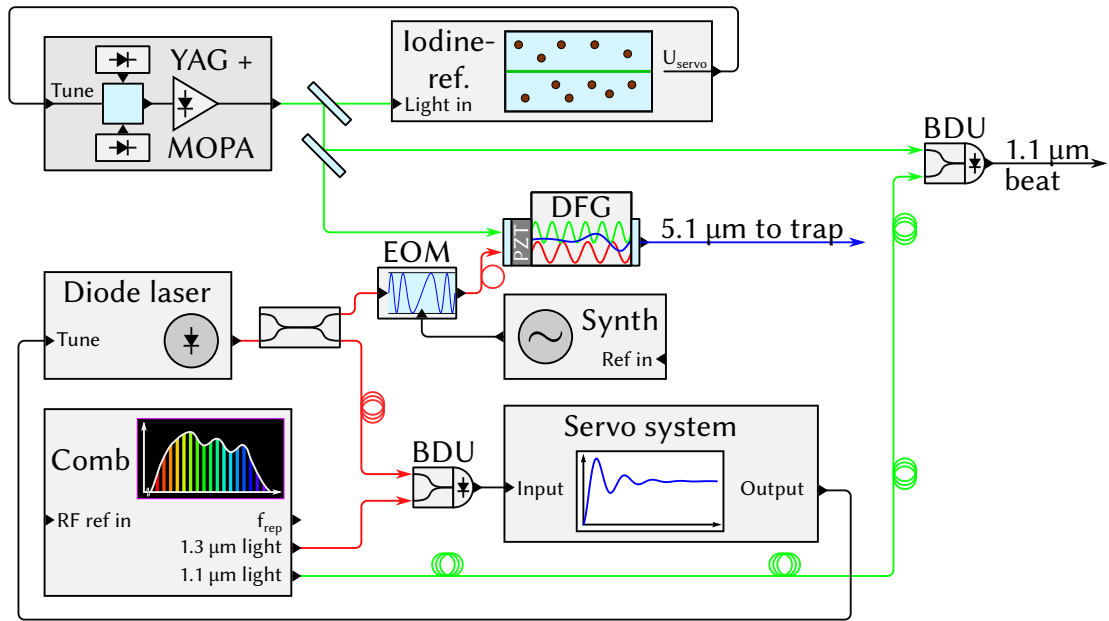 YAG +
Tune
MOPA
Iodine-
ref.
U_servo
Light in
BDU
1.1 µm
beat
DFG
PZT
5.1 µm to trap
EOM
Diode laser
Tune
Synth
Ref in
Comb
RF ref in
f_rep
1.3 µm light
1.1 µm light
BDU
Servo system
Input
Output